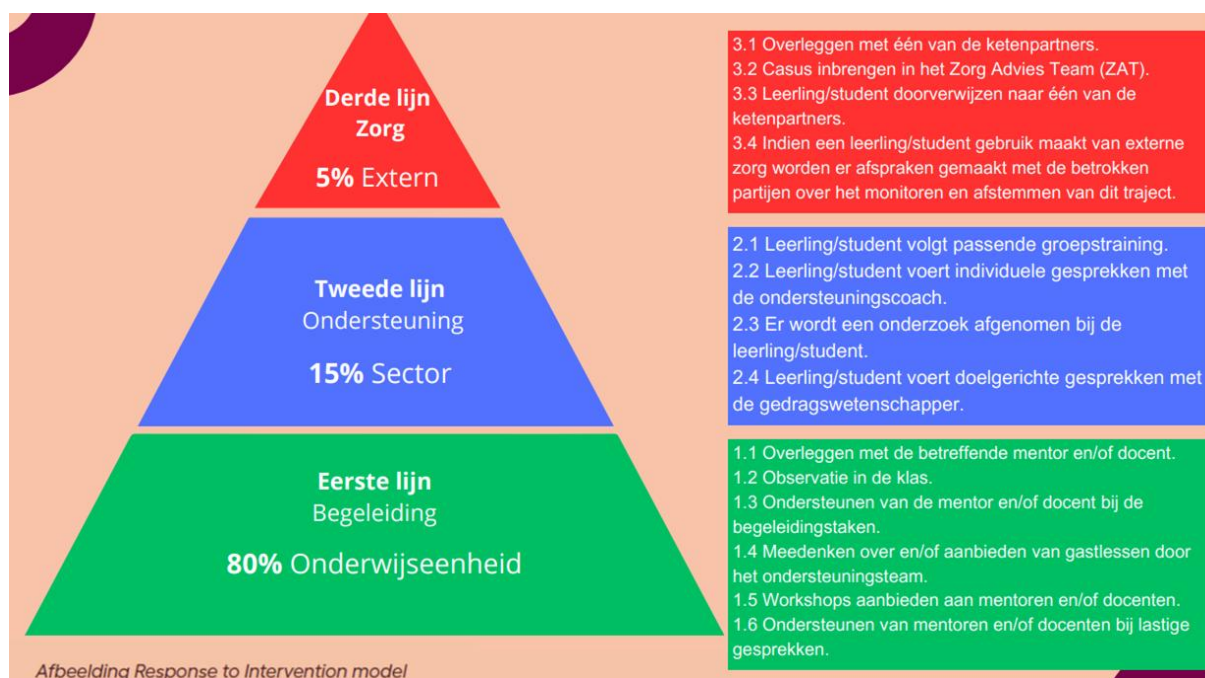 Derde lijn
Zorg
5% Extern
3.1 Overleggen met één van de ketenpartners.
3.2 Casus inbrengen in het Zorg Advies Team (ZAT).
3.3 Leerling/student doorverwijzen naar één van de
ketenpartners.
3.4 Indien een leerling/student gebruik maakt van externe
zorg worden er afspraken gemaakt met de betrokken
partijen over het monitoren en afstemmen van dit traject.
Tweede lijn
Ondersteuning
15% Sector
2.1 Leerling/student volgt passende groepstraining.
2.2 Leerling/student voert individuele gesprekken met
de ondersteuningscoach.
2.3 Er wordt een onderzoek afgenomen bij de
leerling/student.
2.4 Leerling/student voert doelgerichte gesprekken met
de gedragswetenschapper.
Eerste lijn
Begeleiding
80% Onderwijseenheid
1.1 Overleggen met de betreffende mentor en/of docent.
1.2 Observatie in de klas.
1.3 Ondersteunen van de mentor en/of docent bij de
begeleidingstaken.
1.4 Meedenken over en/of aanbieden van gastlessen door
het ondersteuningsteam.
1.5 Workshops aanbieden aan mentoren en/of docenten.
1.6 Ondersteunen van mentoren en/of docenten bij lastige
gesprekken.
Afbeelding Response to Intervention model